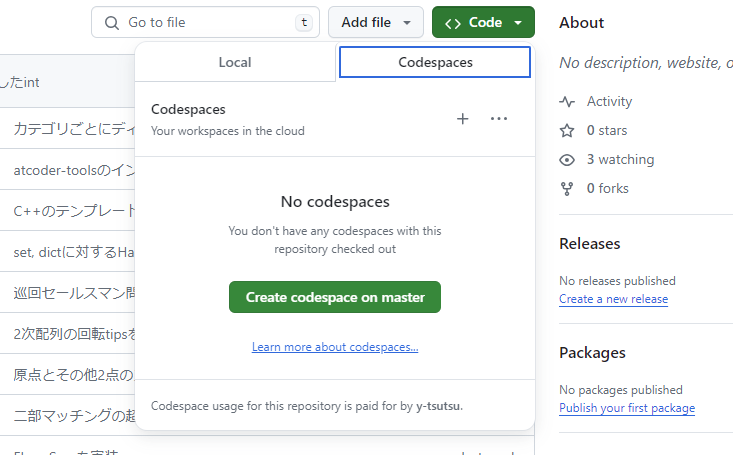 Go to file
t
Add file
Code
Local
Codespaces
Codespaces
Your workspaces in the cloud
No codespaces
You don't have any codespaces with this
repository checked out
Create codespace on master
Learn more about codespaces...
Codespace usage for this repository is paid for by y-tsutsu.
したint
カテゴリごとにディ
atcoder-toolsのイン
C++のテンプレート
set, dictに対するHa
巡回セールスマン問
2次配列の回転tipsを
原点とその他2点の
二部マッチングの起
About
No description, website, o
Activity
0 stars
3 watching
0 forks
Releases
No releases published
Create a new release
Packages
No packages published
Publish your first package